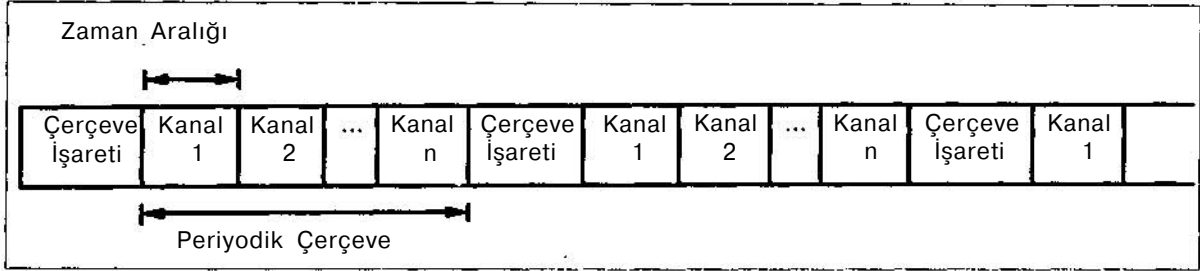 Zaman Aralığı
Çerçeve İşareti
Kanal 1
Kanal 2
...
Kanal n
Çerçeve İşareti
Kanal 1
Kanal 2
...
Kanal n
Çerçeve İşareti
Kanal 1
Periyodik Çerçeve